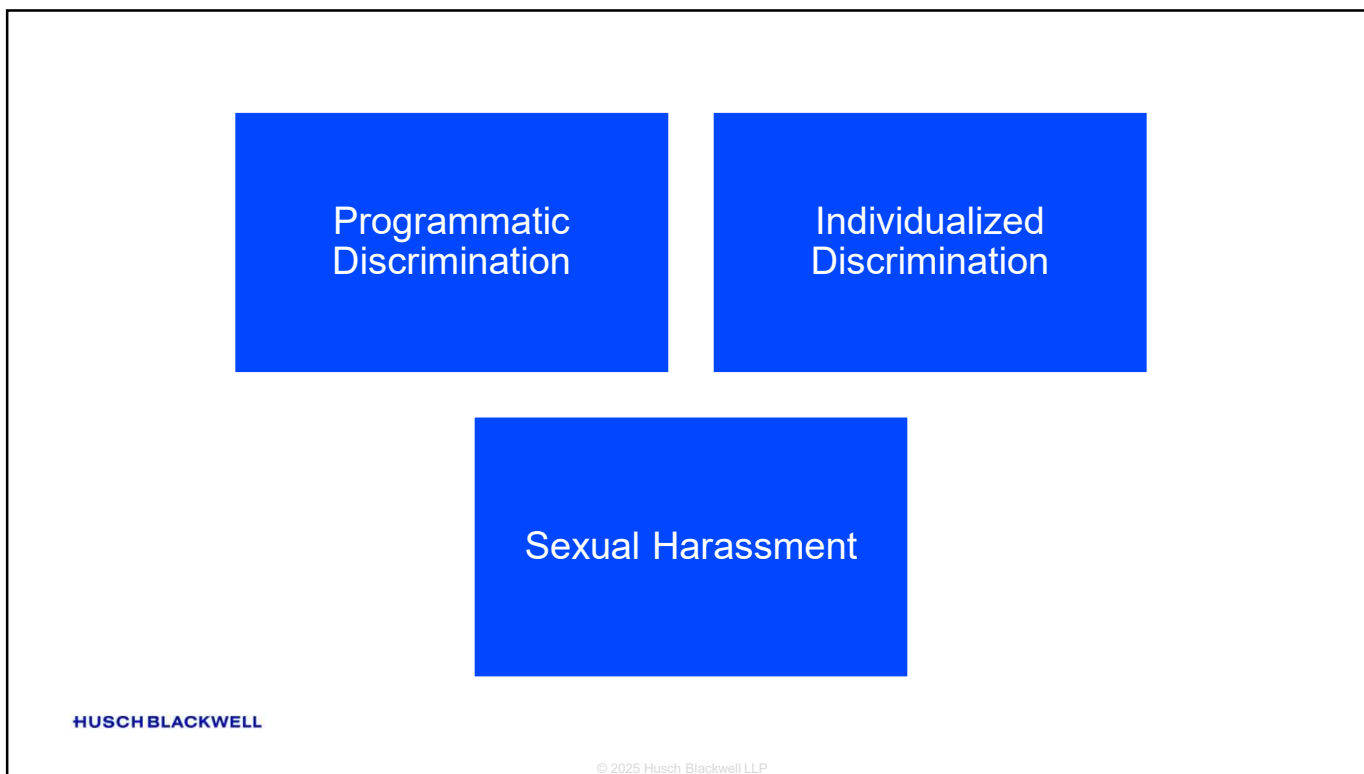 Programmatic
Discrimination
Individualized
Discrimination
Sexual Harassment
HUSCH BLACKWELL
© 2025 Husch Blackwell LLP